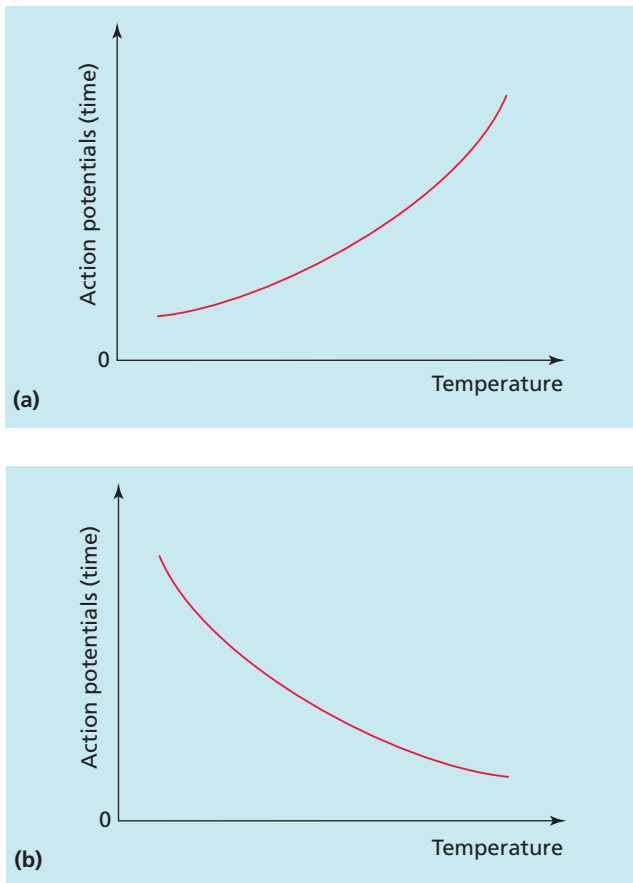 Action potentials (time)
0
Temperature
(a)
Action potentials (time)
0
Temperature
(b)